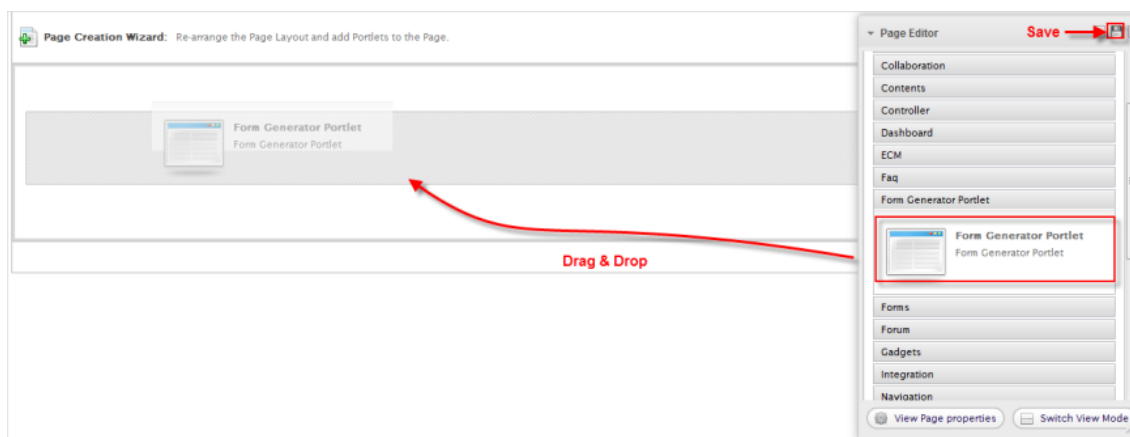 Page Creation Wizard: Re-arrange the Page Layout and add Portlets to the Page.
Form Generator Portlet
Form Generator Portlet
Drag & Drop
Page Editor
Save
Collaboration
Contents
Controller
Dashboard
ECM
Faq
Form Generator Portlet
Form Generator Portlet
Form Generator Portlet
Forms
Forum
Gadgets
Integration
Navigation
View Page properties
Switch View Mode